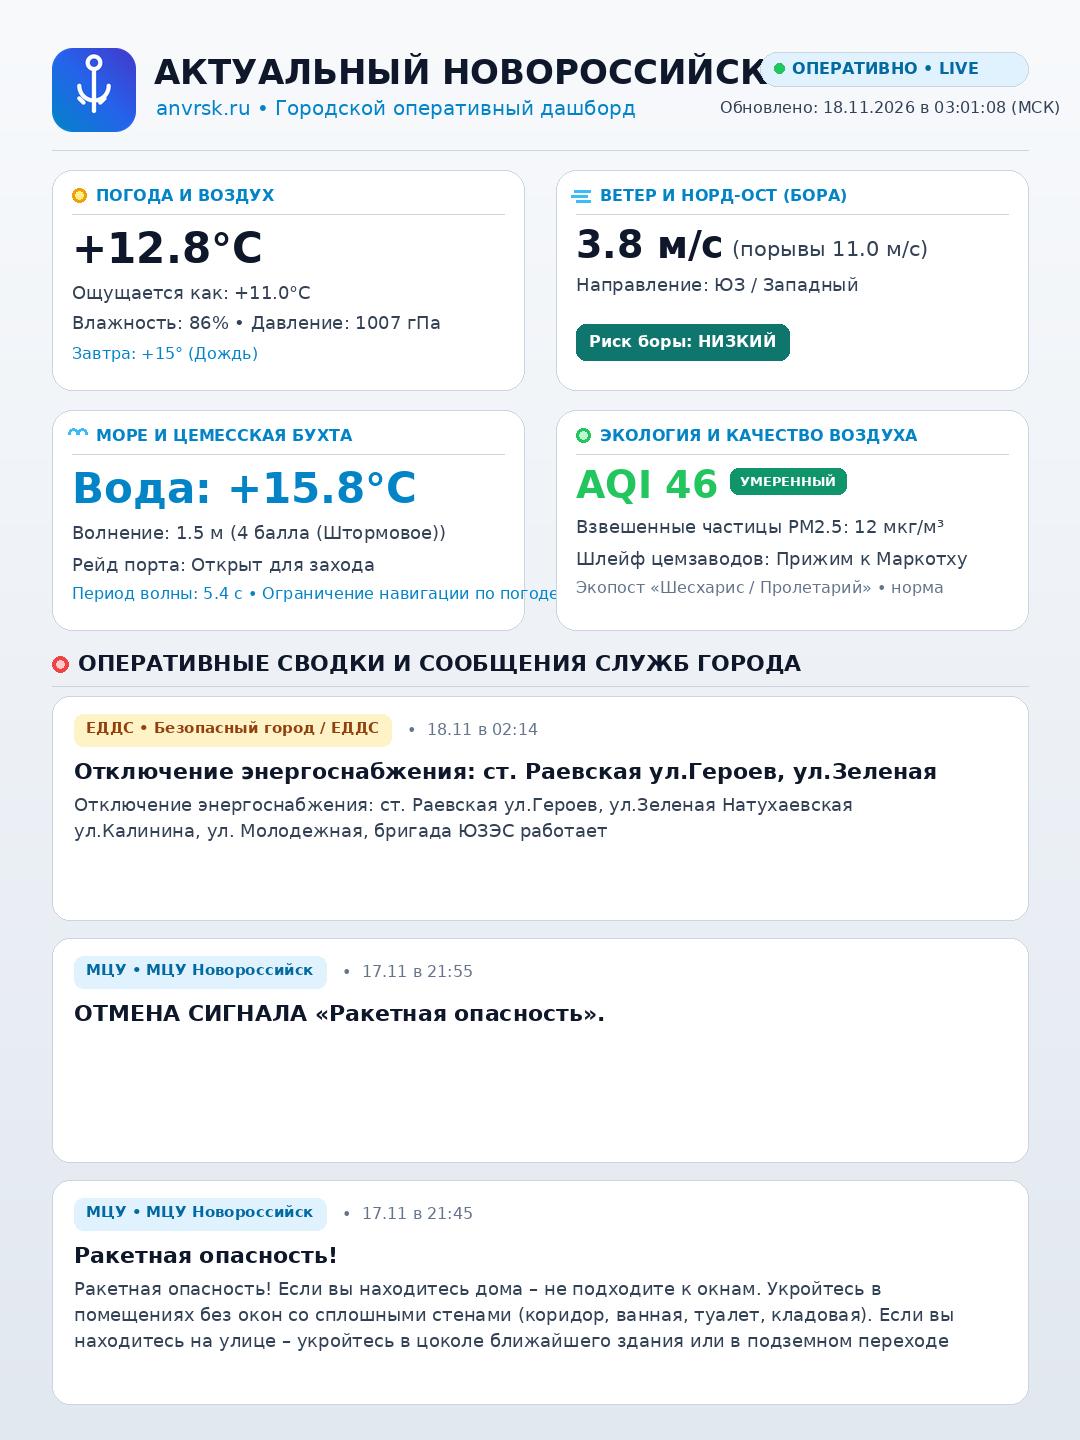 АКТУАЛЬНЫЙ НОВОРОССИЙСК
ОПЕРАТИВНО • LIVE
anvrsk.ru • Городской оперативный дашборд
Обновлено: 18.11.2026 в 03:01:08 (МСК)
ПОГОДА И ВОЗДУХ
+12.8°C
Ощущается как: +11.0°C
Влажность: 86% • Давление: 1007 гПа
Завтра: +15° (Дождь)
ВЕТЕР И НОРД-ОСТ (БОРА)
3.8 м/с (порывы 11.0 м/с)
Направление: ЮЗ / Западный
Риск боры: НИЗКИЙ
МОРЕ И ЦЕМЕССКАЯ БУХТА
Вода: +15.8°C
Волнение: 1.5 м (4 балла (Штормовое))
Рейд порта: Открыт для захода
Период волны: 5.4 с • Ограничение навигации по погоде
ЭКОЛОГИЯ И КАЧЕСТВО ВОЗДУХА
AQI 46 УМЕРЕННЫЙ
Взвешенные частицы PM2.5: 12 мкг/м³
Шлейф цемзаводов: Прижим к Маркотху
Экопост «Шесхарис / Пролетарий» • норма
ОПЕРАТИВНЫЕ СВОДКИ И СООБЩЕНИЯ СЛУЖБ ГОРОДА
ЕДДС • Безопасный город / ЕДДС • 18.11 в 02:14
Отключение энергоснабжения: ст. Раевская ул.Героев, ул.Зеленая
Отключение энергоснабжения: ст. Раевская ул.Героев, ул.Зеленая Натухаевская
ул.Калинина, ул. Молодежная, бригада ЮЗЭС работает
МЦУ • МЦУ Новороссийск • 17.11 в 21:55
ОТМЕНА СИГНАЛА «Ракетная опасность».
МЦУ • МЦУ Новороссийск • 17.11 в 21:45
Ракетная опасность!
Ракетная опасность! Если вы находитесь дома – не подходите к окнам. Укройтесь в
помещениях без окон со сплошными стенами (коридор, ванная, туалет, кладовая). Если вы
находитесь на улице – укройтесь в цоколе ближайшего здания или в подземном переходе